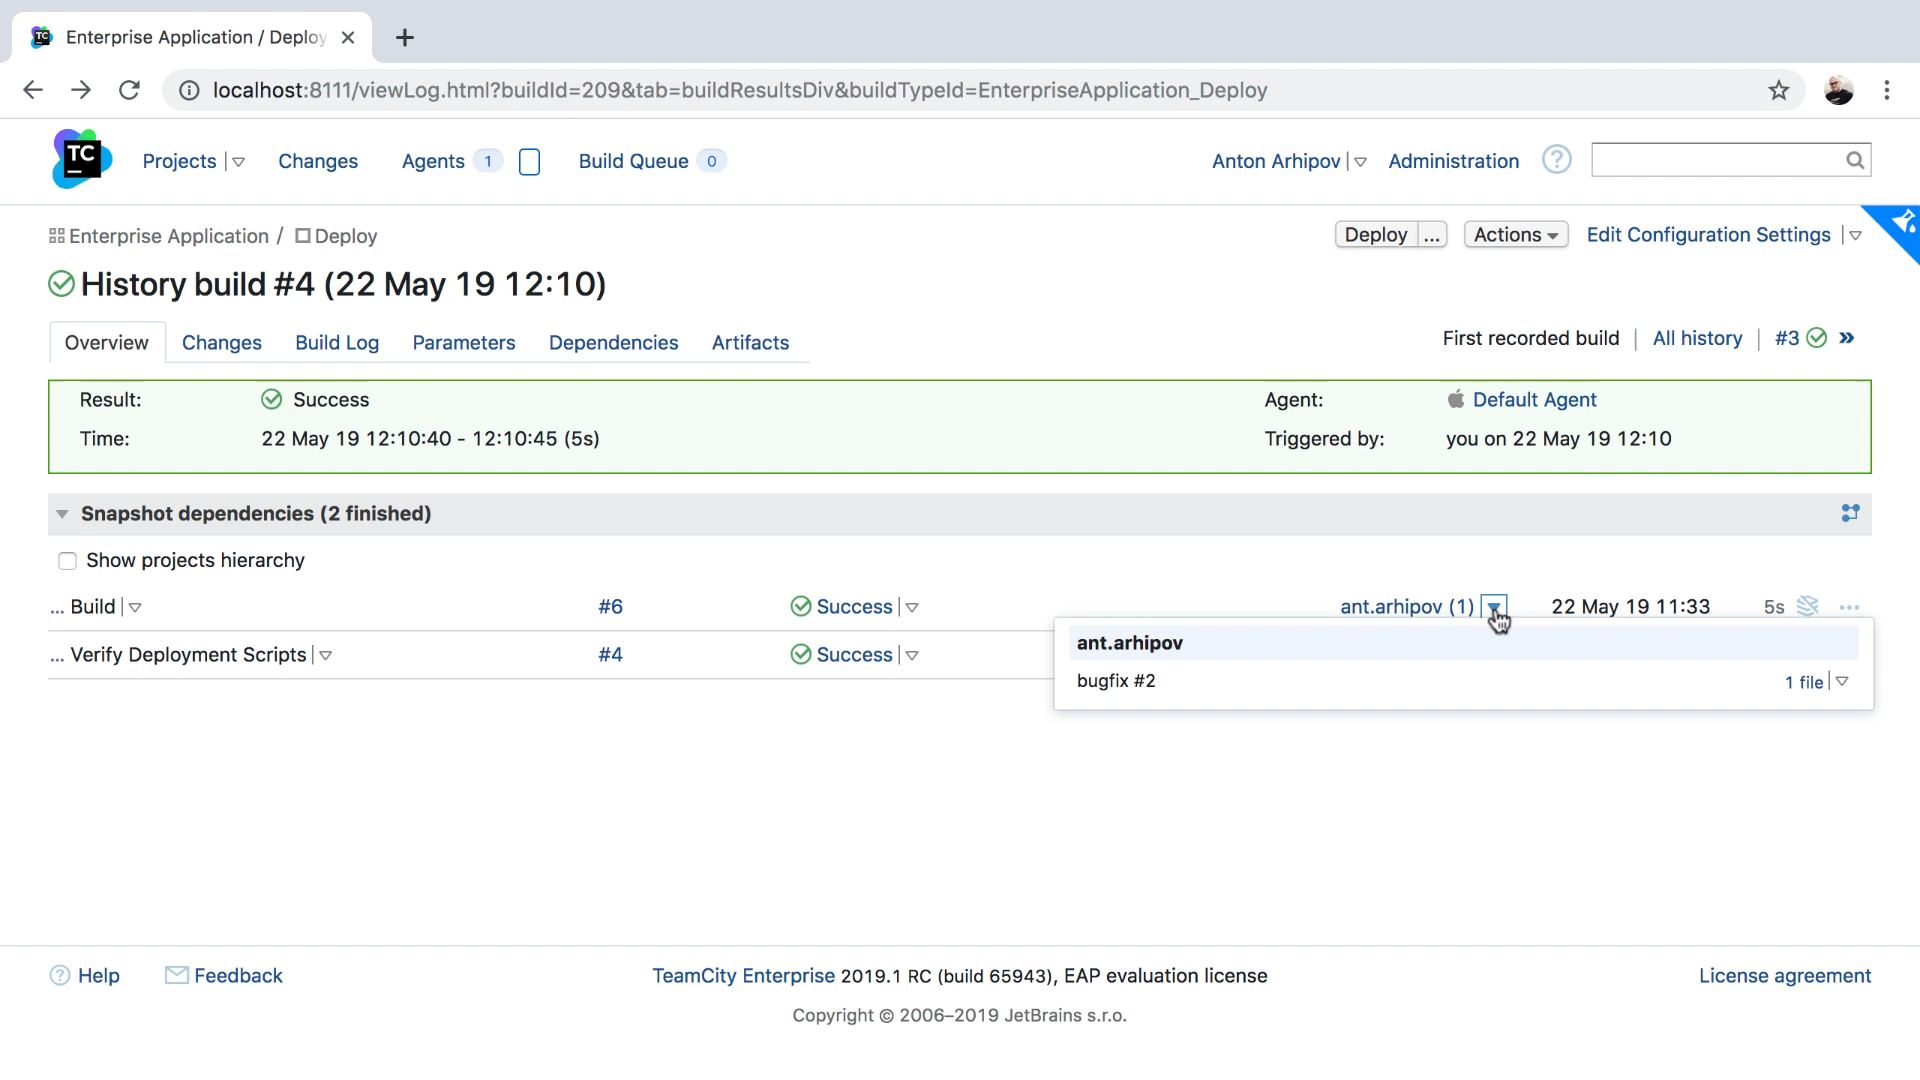 Enterprise Application / Deploy
localhost:8111/viewLog.html?buildId=209&tab=buildResultsDiv&buildTypeId=EnterpriseApplication_Deploy
TC
Projects
Changes
Agents 1
Build Queue 0
Anton Arhipov
Administration
Enterprise Application / Deploy
Deploy ...
Actions
Edit Configuration Settings
History build #4 (22 May 19 12:10)
Overview
Changes
Build Log
Parameters
Dependencies
Artifacts
First recorded build
All history
#3 »
Result: Success
Agent: Default Agent
Time: 22 May 19 12:10:40 - 12:10:45 (5s)
Triggered by: you on 22 May 19 12:10
Snapshot dependencies (2 finished)
Show projects hierarchy
... Build #6 Success ant.arhipov (1) 22 May 19 11:33 5s
... Verify Deployment Scripts #4 Success
ant.arhipov
bugfix #2 1 file
Help
Feedback
TeamCity Enterprise 2019.1 RC (build 65943), EAP evaluation license
License agreement
Copyright © 2006–2019 JetBrains s.r.o.